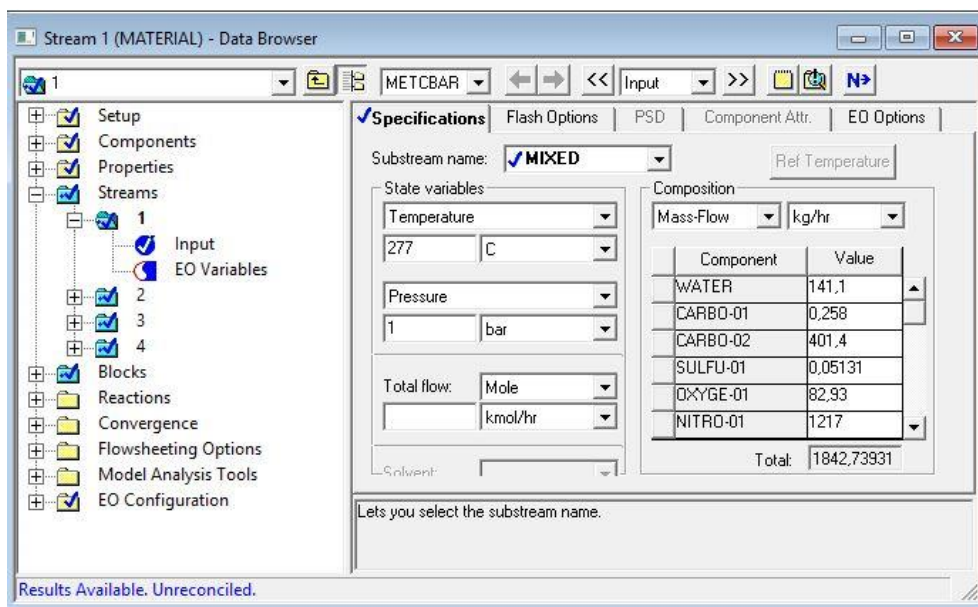 Stream 1 (MATERIAL) - Data Browser
1 METCBAR << Input >> N
Setup
Components
Properties
Streams
1
Input
EO Variables
2
3
4
Blocks
Reactions
Convergence
Flowsheeting Options
Model Analysis Tools
EO Configuration
Specifications Flash Options PSD Component Attr. EO Options
Substream name: MIXED Ref Temperature
State variables
Temperature
277 C
Pressure
1 bar
Total flow: Mole
kmol/hr
Solvent:
Composition
Mass-Flow kg/hr
Component Value
WATER 141,1
CARBO-01 0,258
CARBO-02 401,4
SULFU-01 0,05131
OXYGE-01 82,93
NITRO-01 1217
Total: 1842,73931
Lets you select the substream name.
Results Available. Unreconciled.